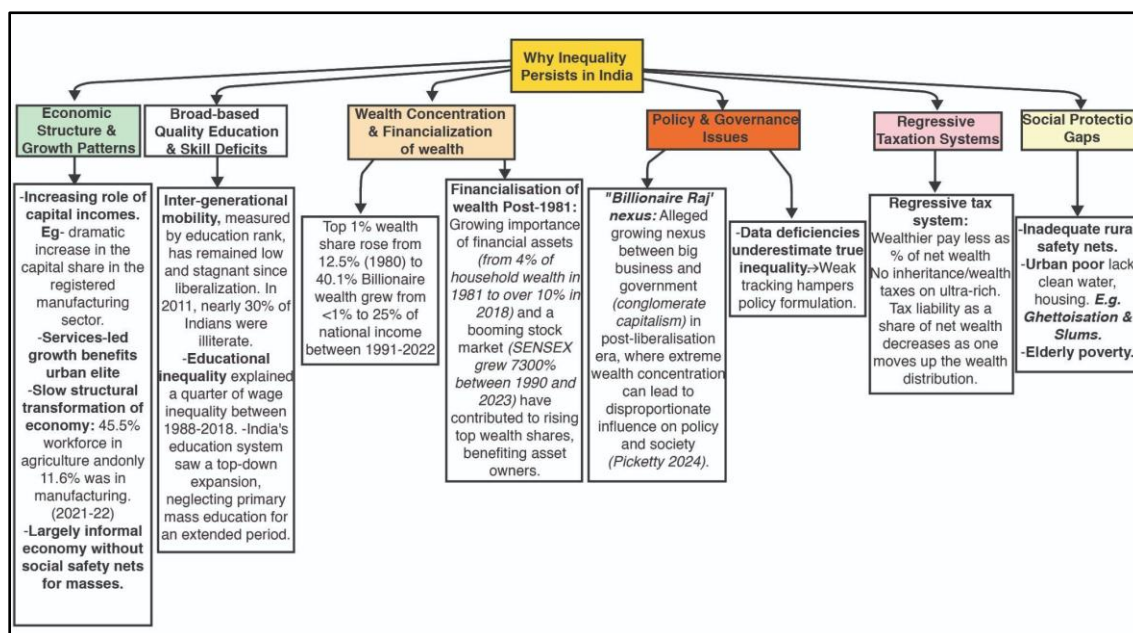 Why Inequality
Persists in India
Economic
Structure &
Growth Patterns
Broad-based
Quality Education
& Skill Deficits
Wealth Concentration
& Financialization
of wealth
Policy & Governance
Issues
Regressive
Taxation Systems
Social Protectio
Gaps
-Increasing role of
capital incomes.
Eg- dramatic
increase in the
capital share in the
registered
manufacturing
sector.
-Services-led
growth benefits
urban elite
-Slow structural
transformation of
economy: 45.5%
workforce in
agriculture andonly
11.6% was in
manufacturing.
(2021-22)
-Largely informal
economy without
social safety nets
for masses.
Inter-generational
mobility, measured
by education rank,
has remained low
and stagnant since
liberalization. In
2011, nearly 30% of
Indians were
illiterate.
-Educational
inequality explained
a quarter of wage
inequality between
1988-2018. -India's
education system
saw a top-down
expansion,
neglecting primary
mass education for
an extended period.
Top 1% wealth
share rose from
12.5% (1980) to
40.1% Billionaire
wealth grew from
<1% to 25% of
national income
between 1991-2022
Financialisation of
wealth Post-1981:
Growing importance
of financial assets
(from 4% of
household wealth in
1981 to over 10% in
2018) and a
booming stock
market (SENSEX
grew 7300%
between 1990 and
2023) have
contributed to rising
top wealth shares,
benefiting asset
owners.
"Billionaire Raj'
nexus: Alleged
growing nexus
between big
business and
government
(conglomerate
capitalism) in
post-liberalisation
era, where extreme
wealth concentration
can lead to
disproportionate
influence on policy
and society
(Picketty 2024).
-Data deficiencies
underestimate true
inequality.→Weak
tracking hampers
policy formulation.
Regressive tax
system:
Wealthier pay less as
% of net wealth
No inheritance/wealth
taxes on ultra-rich.
Tax liability as a
share of net wealth
decreases as one
moves up the wealth
distribution.
-Inadequate rura
safety nets.
-Urban poor lack
clean water,
housing. E.g.
Ghettoisation &
Slums.
-Elderly poverty.